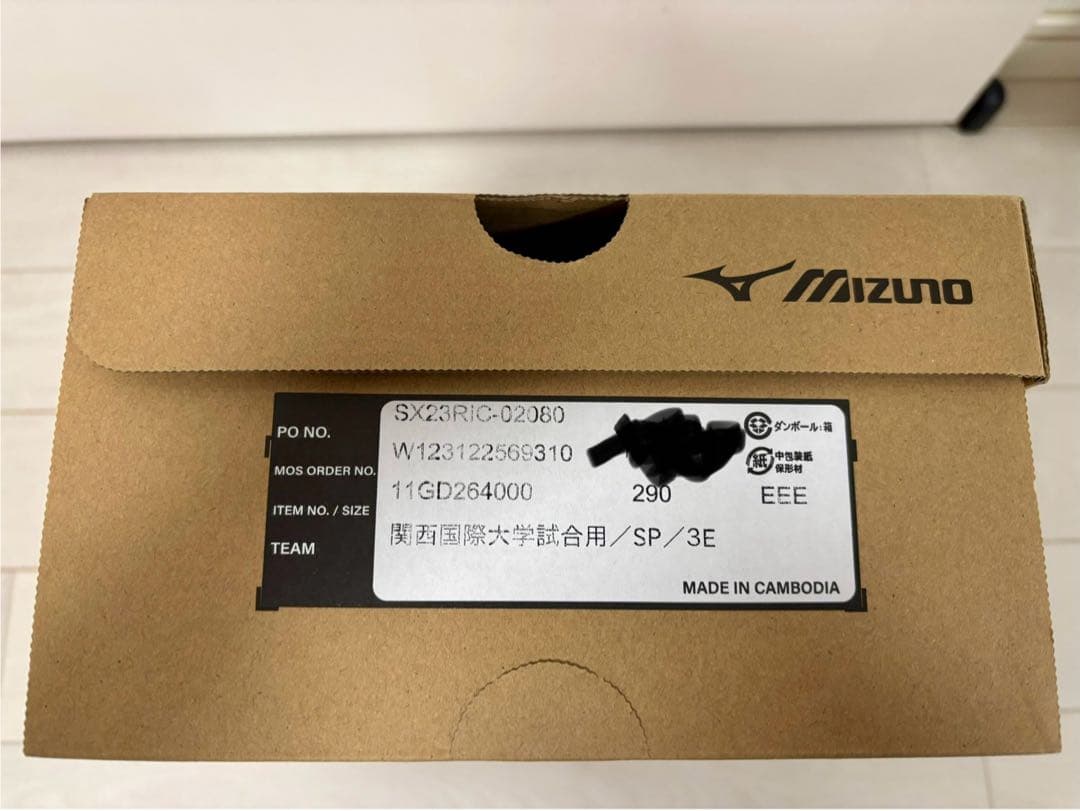 MIZUNO
PO NO. SX23RIC-02080
ダンボール:箱
MOS ORDER NO. W123122569310
紙 中包装紙
保形材
ITEM NO. / SIZE 11GD264000 290 EEE
TEAM 関西国際大学試合用/SP/3E
MADE IN CAMBODIA